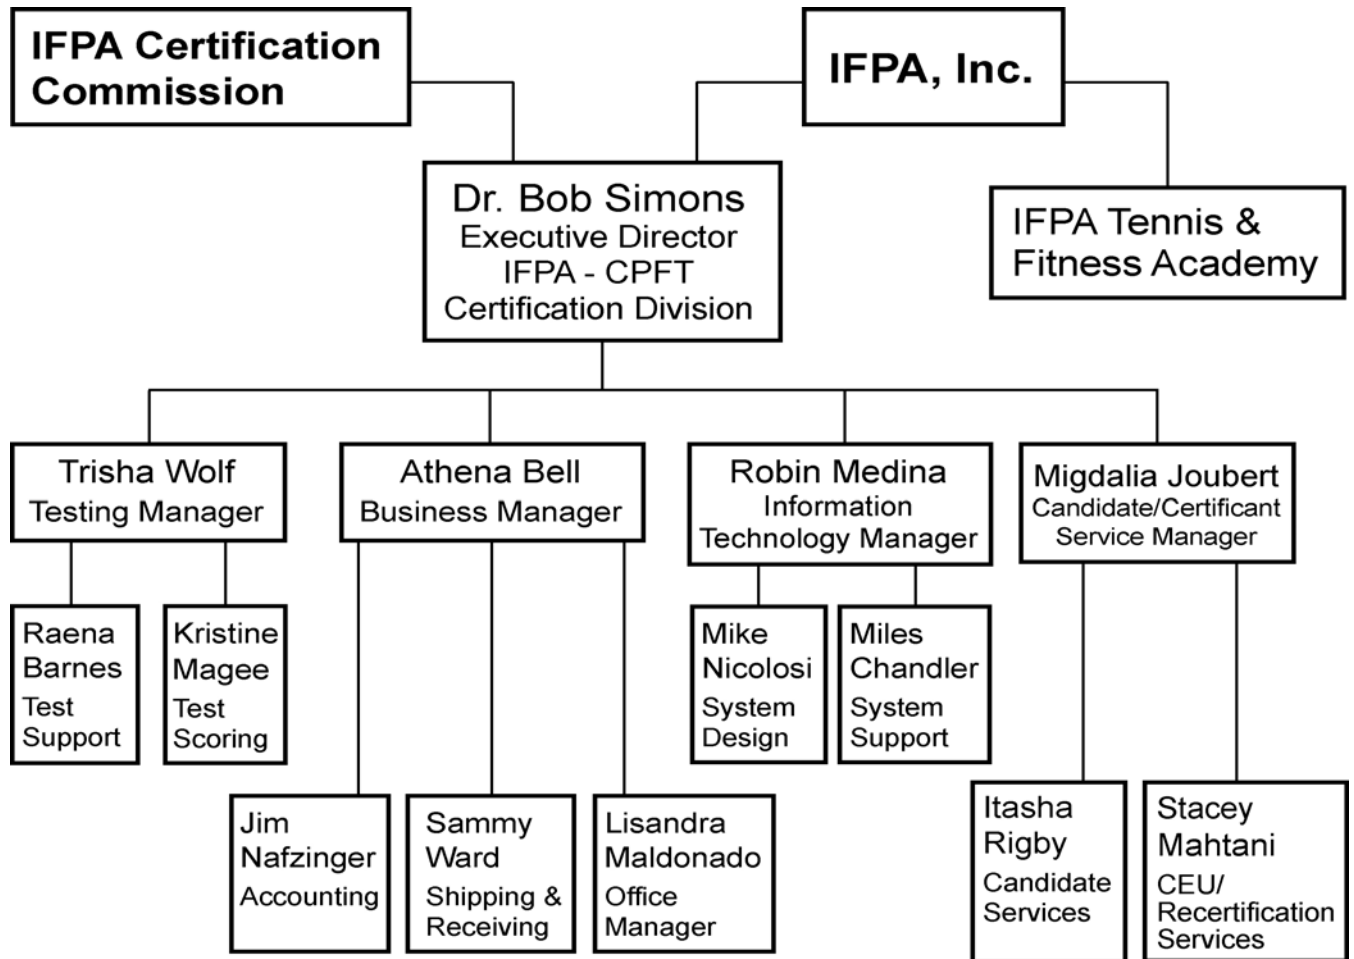 IFPA Certification
Commission
IFPA, Inc.
Dr. Bob Simons
Executive Director
IFPA - CPFT
Certification Division
IFPA Tennis &
Fitness Academy
Trisha Wolf
Testing Manager
Athena Bell
Business Manager
Robin Medina
Information
Technology Manager
Migdalia Joubert
Candidate/Certificant
Service Manager
Raena
Barnes
Test
Support
Kristine
Magee
Test
Scoring
Mike
Nicolosi
System
Design
Miles
Chandler
System
Support
Jim
Nafzinger
Accounting
Sammy
Ward
Shipping &
Receiving
Lisandra
Maldonado
Office
Manager
Itasha
Rigby
Candidate
Services
Stacey
Mahtani
CEU/
Recertification
Services